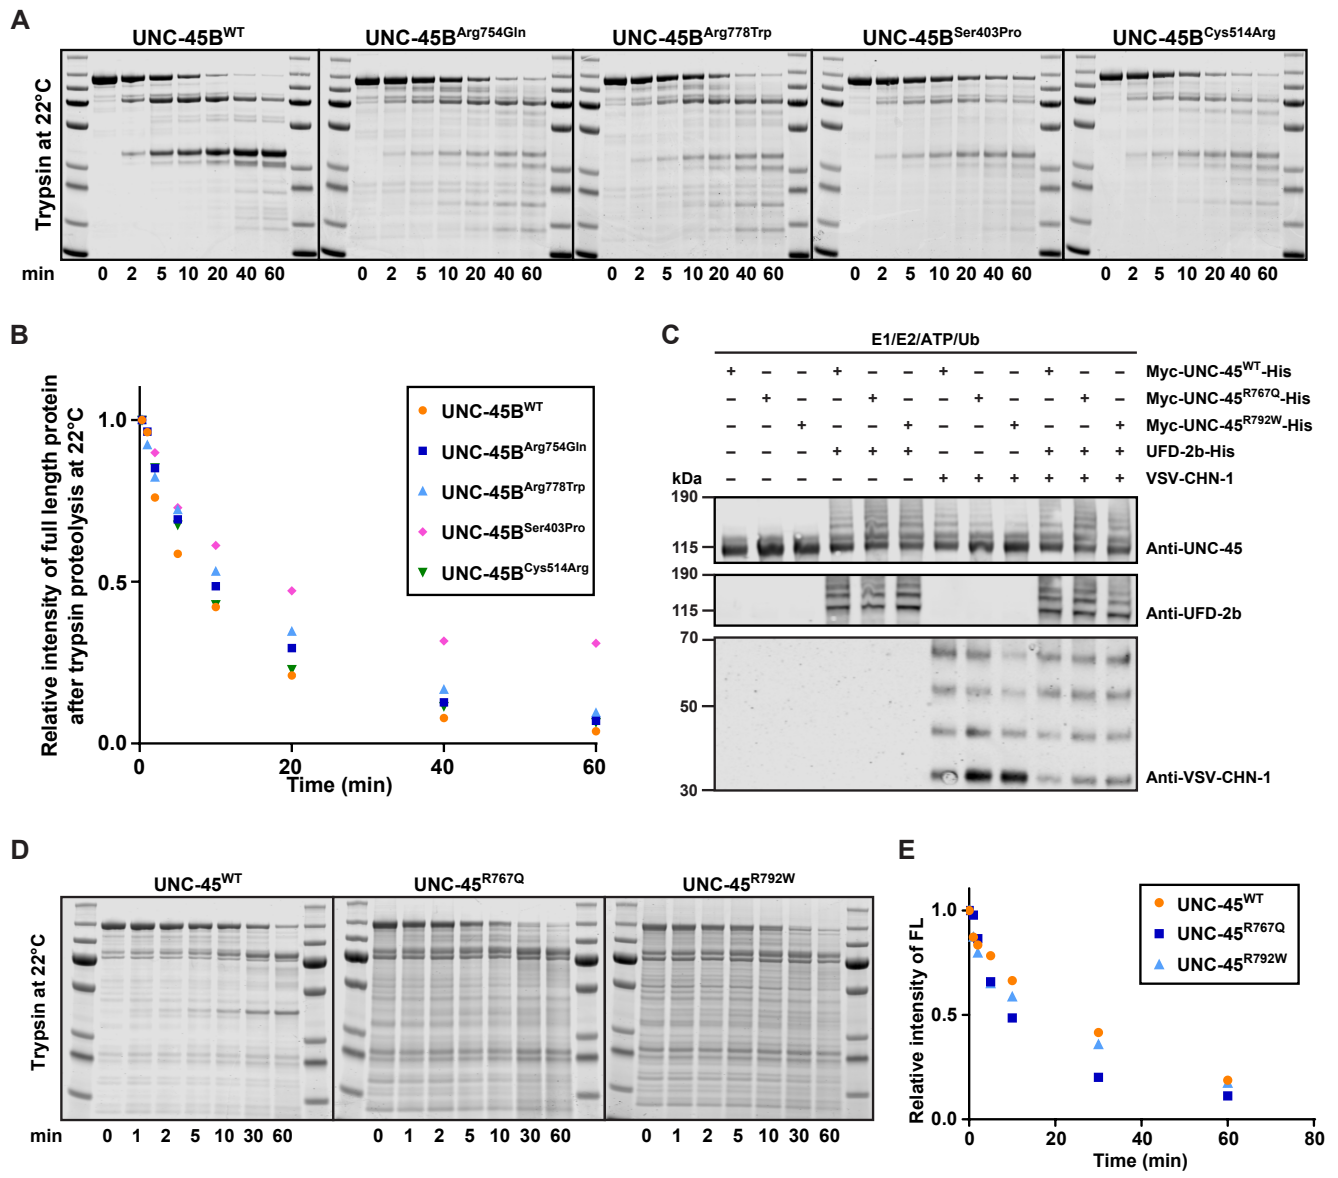 A
UNC-45B^WT UNC-45B^Arg754Gln UNC-45B^Arg778Trp UNC-45B^Ser403Pro UNC-45B^Cys514Arg
Trypsin at 22°C
min 0 2 5 10 20 40 60 0 2 5 10 20 40 60 0 2 5 10 20 40 60 0 2 5 10 20 40 60 0 2 5 10 20 40 60
B
Relative intensity of full length protein
after trypsin proteolysis at 22°C
1.0
0.5
0.0
0 20 40 60
Time (min)
UNC-45B^WT
UNC-45B^Arg754Gln
UNC-45B^Arg778Trp
UNC-45B^Ser403Pro
UNC-45B^Cys514Arg
C
E1/E2/ATP/Ub
+ – – + – – + – – + – – Myc-UNC-45^WT-His
– + – – + – – + – – + – Myc-UNC-45^R767Q-His
– – + – – + – – + – – + Myc-UNC-45^R792W-His
– – – + + + – – – + + + UFD-2b-His
– – – – – – + + + + + + VSV-CHN-1
kDa
190
115
Anti-UNC-45
190
115
Anti-UFD-2b
70
50
30
Anti-VSV-CHN-1
D
UNC-45^WT UNC-45^R767Q UNC-45^R792W
Trypsin at 22°C
min 0 1 2 5 10 30 60 0 1 2 5 10 30 60 0 1 2 5 10 30 60
E
Relative intensity of FL
1.0
0.5
0.0
0 20 40 60 80
Time (min)
UNC-45^WT
UNC-45^R767Q
UNC-45^R792W